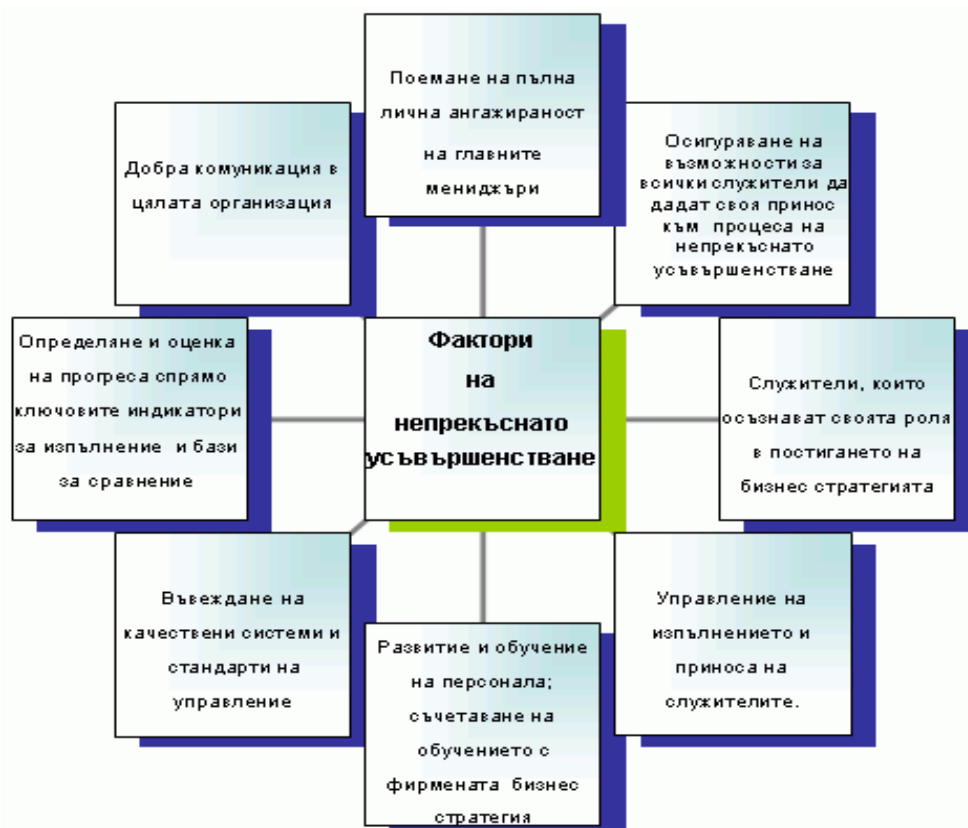 Поемане на пълна
лична ангажираност
на главните
мениджъри
Добра комуникация в
цялата организация
Осигуряване на
възможности за
всички служители да
дадат своя принос
към процеса на
непрекъснато
усъвършенстване
Определяне и оценка
на прогреса спрямо
ключовите индикатори
за изпълнение и бази
за сравнение
Фактори
на
непрекъснато
усъвършенстване
Служители, които
осъзнават своята роля
в постигането на
бизнес стратегията
Въвеждане на
качествени системи и
стандарти на
управление
Развитие и обучение
на персонала;
съчетаване на
обучението с
фирмената бизнес
стратегия
Управление на
изпълнението и
приноса на
служителите.